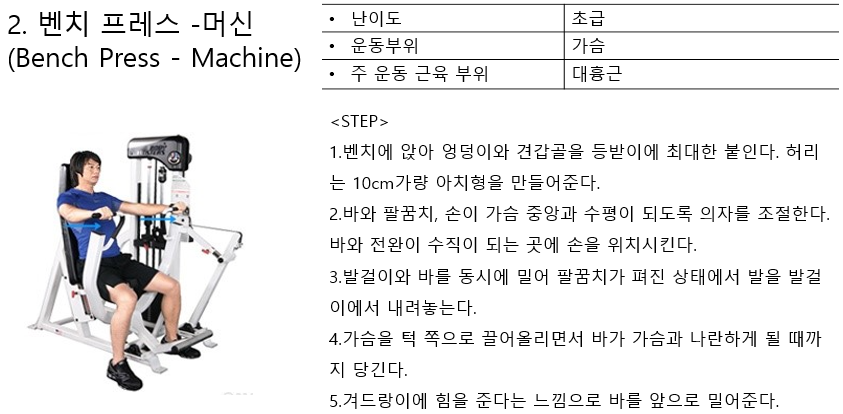 2. 벤치 프레스 -머신
(Bench Press - Machine)
• 난이도 초급
• 운동부위 가슴
• 주 운동 근육 부위 대흉근
<STEP>
1.벤치에 앉아 엉덩이와 견갑골을 등받이에 최대한 붙인다. 허리
는 10cm가량 아치형을 만들어준다.
2.바와 팔꿈치, 손이 가슴 중앙과 수평이 되도록 의자를 조절한다.
바와 전완이 수직이 되는 곳에 손을 위치시킨다.
3.발걸이와 바를 동시에 밀어 팔꿈치가 펴진 상태에서 발을 발걸
이에서 내려놓는다.
4.가슴을 턱 쪽으로 끌어올리면서 바가 가슴과 나란하게 될 때까
지 당긴다.
5.겨드랑이에 힘을 준다는 느낌으로 바를 앞으로 밀어준다.